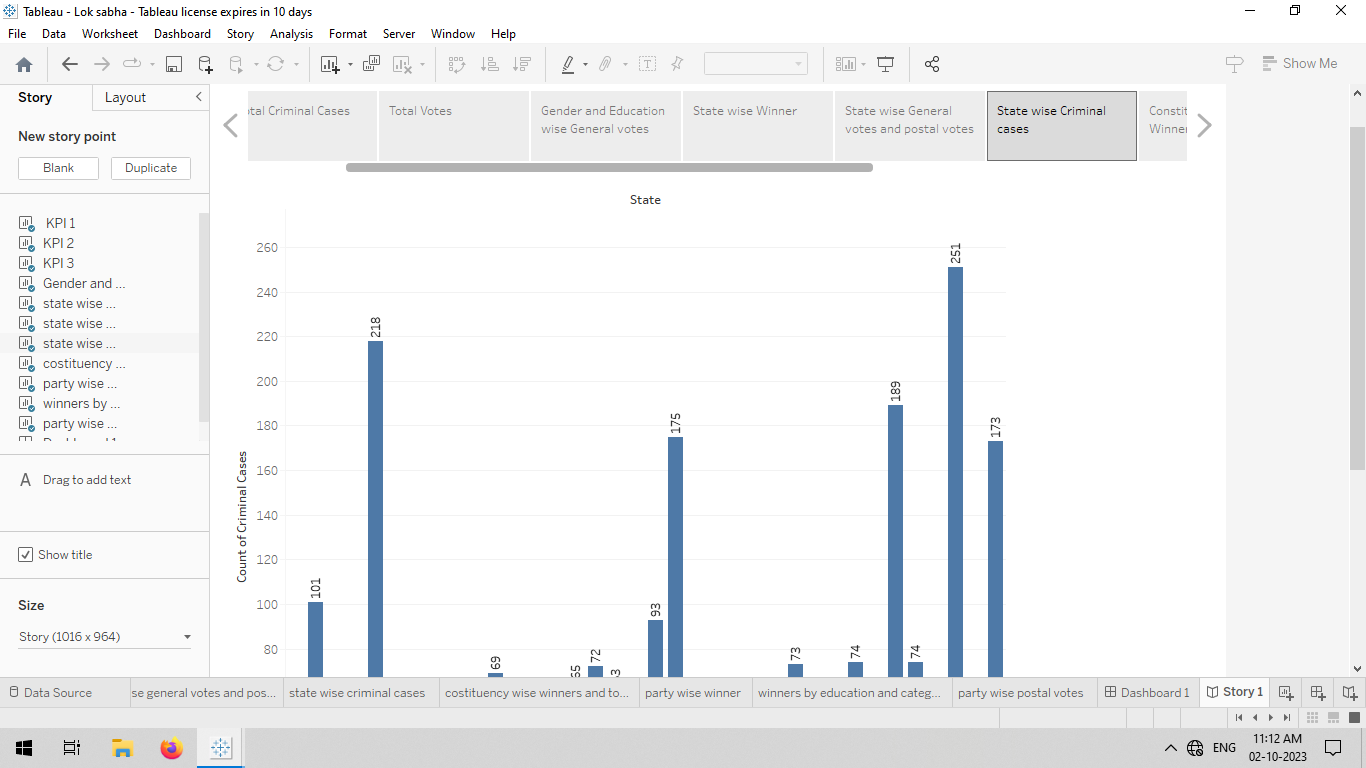 Tableau - Lok sabha - Tableau license expires in 10 days
File Data Worksheet Dashboard Story Analysis Format Server Window Help
Show Me
Story Layout
New story point
Blank Duplicate
KPI 1
KPI 2
KPI 3
Gender and ...
state wise ...
state wise ...
state wise ...
costituency ...
party wise ...
winners by ...
party wise ...
A Drag to add text
Show title
Size
Story (1016 x 964)
tal Criminal Cases
Total Votes
Gender and Education
wise General votes
State wise Winner
State wise General
votes and postal votes
State wise Criminal
cases
Constit
Winner
State
Count of Criminal Cases
260
240
220
200
180
160
140
120
100
80
101
218
69
65
72
3
93
175
73
74
189
74
251
173
Data Source
se general votes and pos...
state wise criminal cases
costituency wise winners and to...
party wise winner
winners by education and categ...
party wise postal votes
Dashboard 1
Story 1
ENG
11:12 AM
02-10-2023